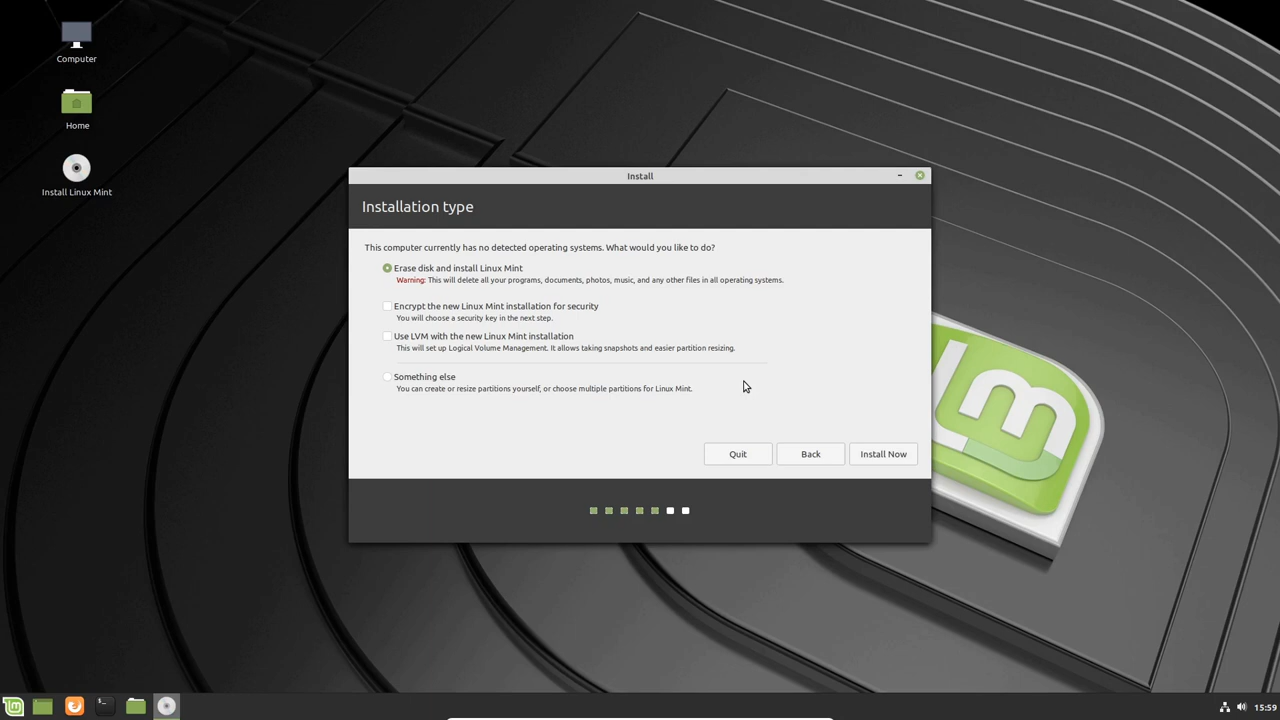 Computer
Home
Install Linux Mint
Install
Installation type
This computer currently has no detected operating systems. What would you like to do?
Erase disk and install Linux Mint
Warning: This will delete all your programs, documents, photos, music, and any other files in all operating systems.
Encrypt the new Linux Mint installation for security
You will choose a security key in the next step.
Use LVM with the new Linux Mint installation
This will set up Logical Volume Management. It allows taking snapshots and easier partition resizing.
Something else
You can create or resize partitions yourself, or choose multiple partitions for Linux Mint.
Quit
Back
Install Now
15:59